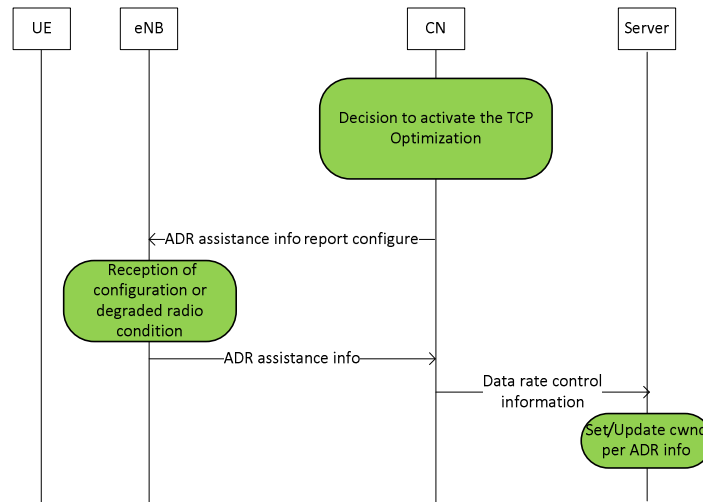 UE
eNB
CN
Server
Decision to activate the TCP
Optimization
ADR assistance info report configure
Reception of
configuration or
degraded radio
condition
ADR assistance info
Data rate control
information
Set/Update cwnd
per ADR info